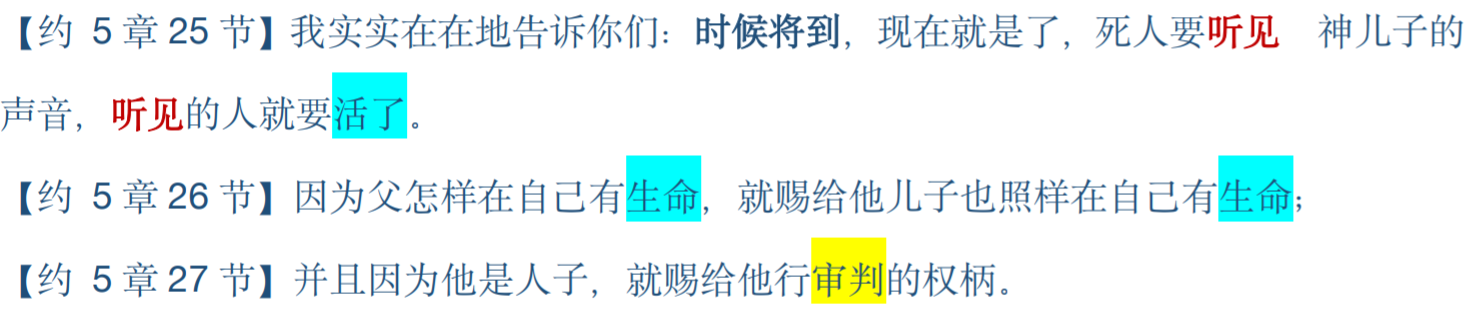 【约 5 章 25 节】我实实在在地告诉你们：时候将到，现在就是了，死人要听见　神儿子的
声音，听见的人就要活了。
【约 5 章 26 节】因为父怎样在自己有生命，就赐给他儿子也照样在自己有生命；
【约 5 章 27 节】并且因为他是人子，就赐给他行审判的权柄。